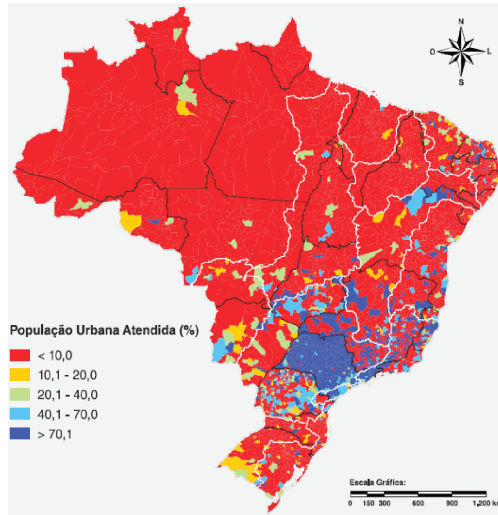 N
O
L
S
População Urbana Atendida (%)
< 10,0
10,1 - 20,0
20,1 - 40,0
40,1 - 70,0
> 70,1
Escala Gráfica:
0 150 300 600 900 1.200 km